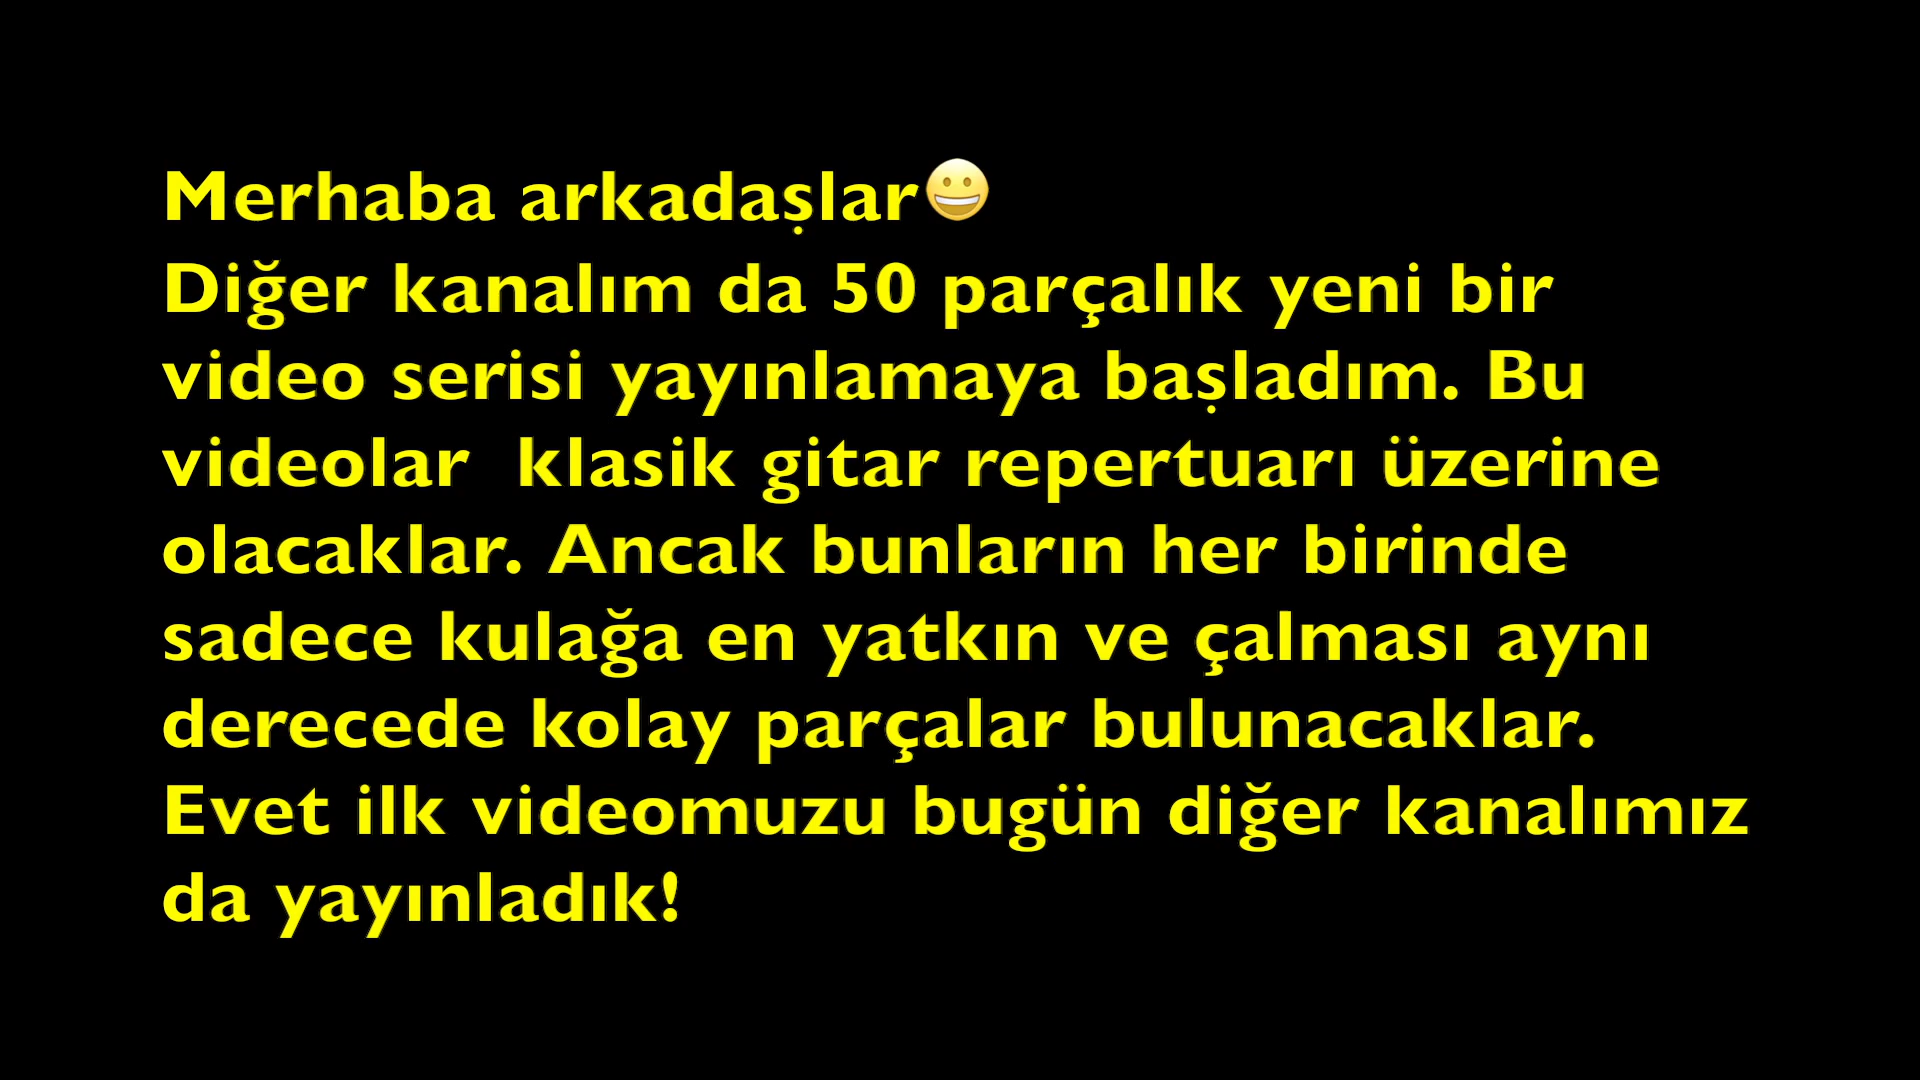 Merhaba arkadaşlar😀
Diğer kanalım da 50 parçalık yeni bir
video serisi yayınlamaya başladım. Bu
videolar  klasik gitar repertuarı üzerine
olacaklar. Ancak bunların her birinde
sadece kulağa en yatkın ve çalması aynı
derecede kolay parçalar bulunacaklar.
Evet ilk videomuzu bugün diğer kanalımız
da yayınladık!